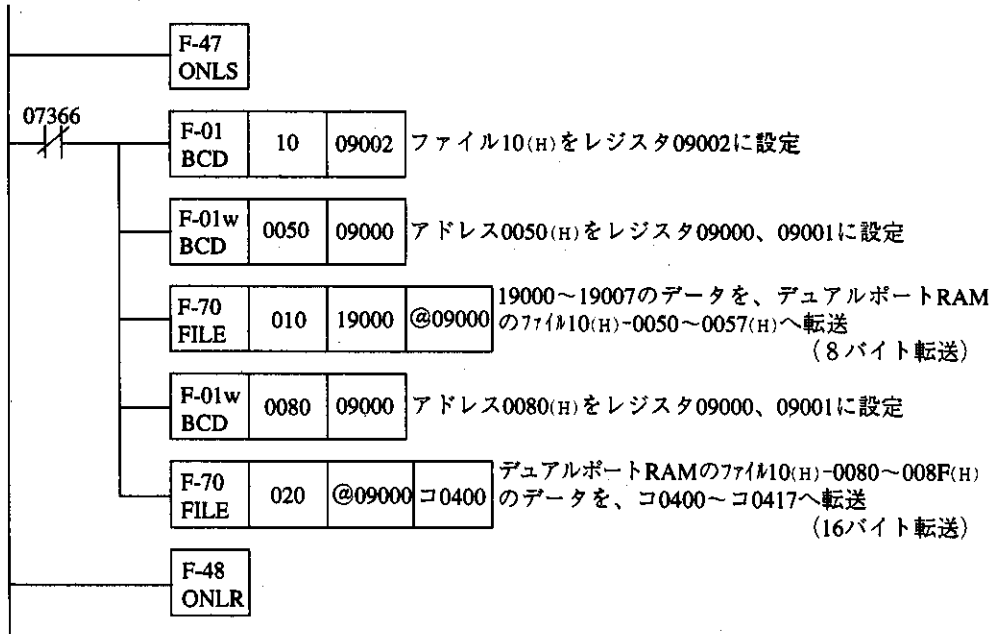 F-47
ONLS
07366
F-01
BCD
10
09002
ファイル10(H)をレジスタ09002に設定
F-01w
BCD
0050
09000
アドレス0050(H)をレジスタ09000、09001に設定
F-70
FILE
010
19000
@09000
19000～19007のデータを、デュアルポートRAM
のファイル10(H)-0050～0057(H)へ転送
（8バイト転送）
F-01w
BCD
0080
09000
アドレス0080(H)をレジスタ09000、09001に設定
F-70
FILE
020
@09000
コ0400
デュアルポートRAMのファイル10(H)-0080～008F(H)
のデータを、コ0400～コ0417へ転送
（16バイト転送）
F-48
ONLR